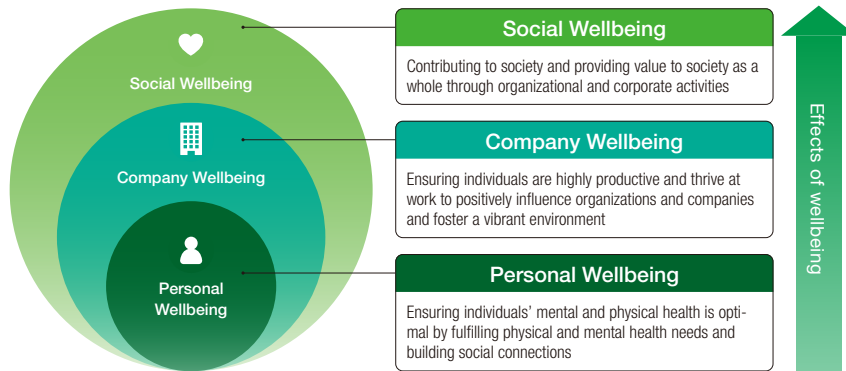 Social Wellbeing
Company Wellbeing
Personal
Wellbeing
Social Wellbeing
Contributing to society and providing value to society as a
whole through organizational and corporate activities
Company Wellbeing
Ensuring individuals are highly productive and thrive at
work to positively influence organizations and companies
and foster a vibrant environment
Personal Wellbeing
Ensuring individuals’ mental and physical health is opti-
mal by fulfilling physical and mental health needs and
building social connections
Effects of wellbeing